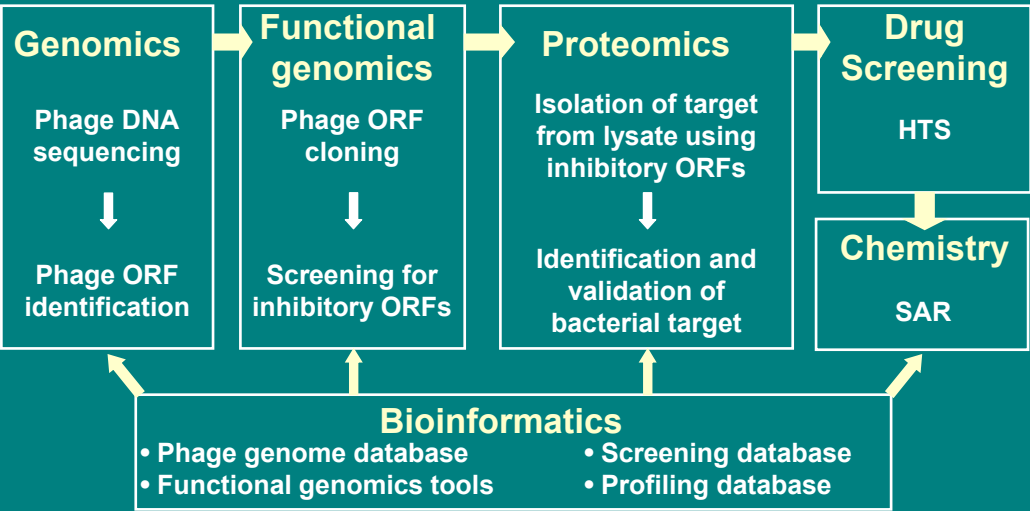 Genomics
Phage DNA
sequencing
Phage ORF
identification
Functional
genomics
Phage ORF
cloning
Screening for
inhibitory ORFs
Proteomics
Isolation of target
from lysate using
inhibitory ORFs
Identification and
validation of
bacterial target
Drug
Screening
HTS
Chemistry
SAR
Bioinformatics
• Phage genome database
• Functional genomics tools
• Screening database
• Profiling database